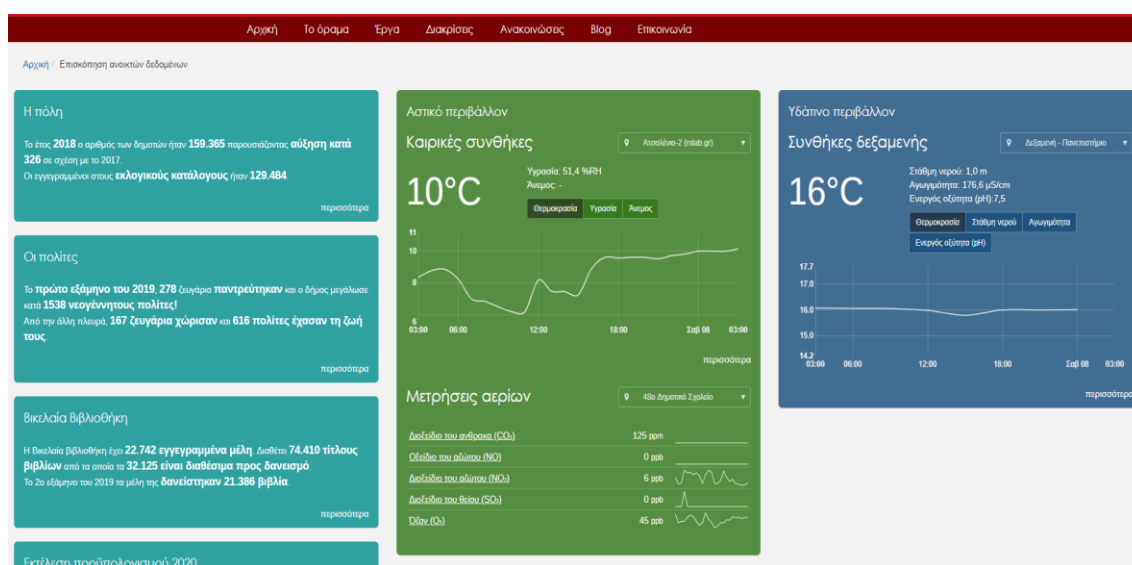 Αρχική Το όραμα Έργα Διακρίσεις Ανακοινώσεις Blog Επικοινωνία
Αρχική / Επισκόπηση ανοικτών δεδομένων
Η πόλη
Το έτος 2018 ο αριθμός των δημοτών ήταν 159.365 παρουσιάζοντας αύξηση κατά
326 σε σχέση με το 2017.
Οι εγγεγραμμένοι στους εκλογικούς κατάλογους ήταν 129.484.
περισσότερα
Οι πολίτες
Το πρώτο εξάμηνο του 2019, 278 ζευγάρια παντρεύτηκαν και ο δήμος μεγάλωσε
κατά 1538 νεογέννητους πολίτες!
Από την άλλη πλευρά, 167 ζευγάρια χώρισαν και 616 πολίτες έχασαν τη ζωή
τους.
περισσότερα
Βικελαία Βιβλιοθήκη
Η Βικελαία Βιβλιοθήκη έχει 22.742 εγγεγραμμένα μέλη. Διαθέτει 74.410 τίτλους
βιβλίων από τα οποία τα 32.125 είναι διαθέσιμα προς δανεισμό.
Το 2ο εξάμηνο του 2019 τα μέλη της δανείστηκαν 21.386 βιβλία.
περισσότερα
Εκτέλεση προϋπολογισμού 2020
Αστικό περιβάλλον
Καιρικές συνθήκες
Ατσαλένιο-2 (rslab.gr)
10°C
Υγρασία: 51,4 %RH
Άνεμος: -
Θερμοκρασία Υγρασία Άνεμος
11
10
8
6
03:00 06:00 12:00 18:00 Σαβ 08 03:00
περισσότερα
Μετρήσεις αερίων
48ο Δημοτικό Σχολείο
Διοξείδιο του ανθρακα (CO₂) 125 ppm
Οξείδιο του αζώτου (NO) 0 ppb
Διοξείδιο του αζώτου (NO₂) 6 ppb
Διοξείδιο του θείου (SO₂) 0 ppb
Όζον (O₃) 45 ppb
Υδάτινο περιβάλλον
Συνθήκες δεξαμενής
Δεξαμενή - Πανεπιστήμιο
16°C
Στάθμη νερού: 1,0 m
Αγωγιμότητα: 176,6 μS/cm
Ενεργός οξύτητα (pH):7,5
Θερμοκρασία Στάθμη νερού Αγωγιμότητα
Ενεργός οξύτητα (pH)
17.7
17.0
16.0
15.0
14.2
03:00 06:00 12:00 18:00 Σαβ 08 03:00
περισσότερα